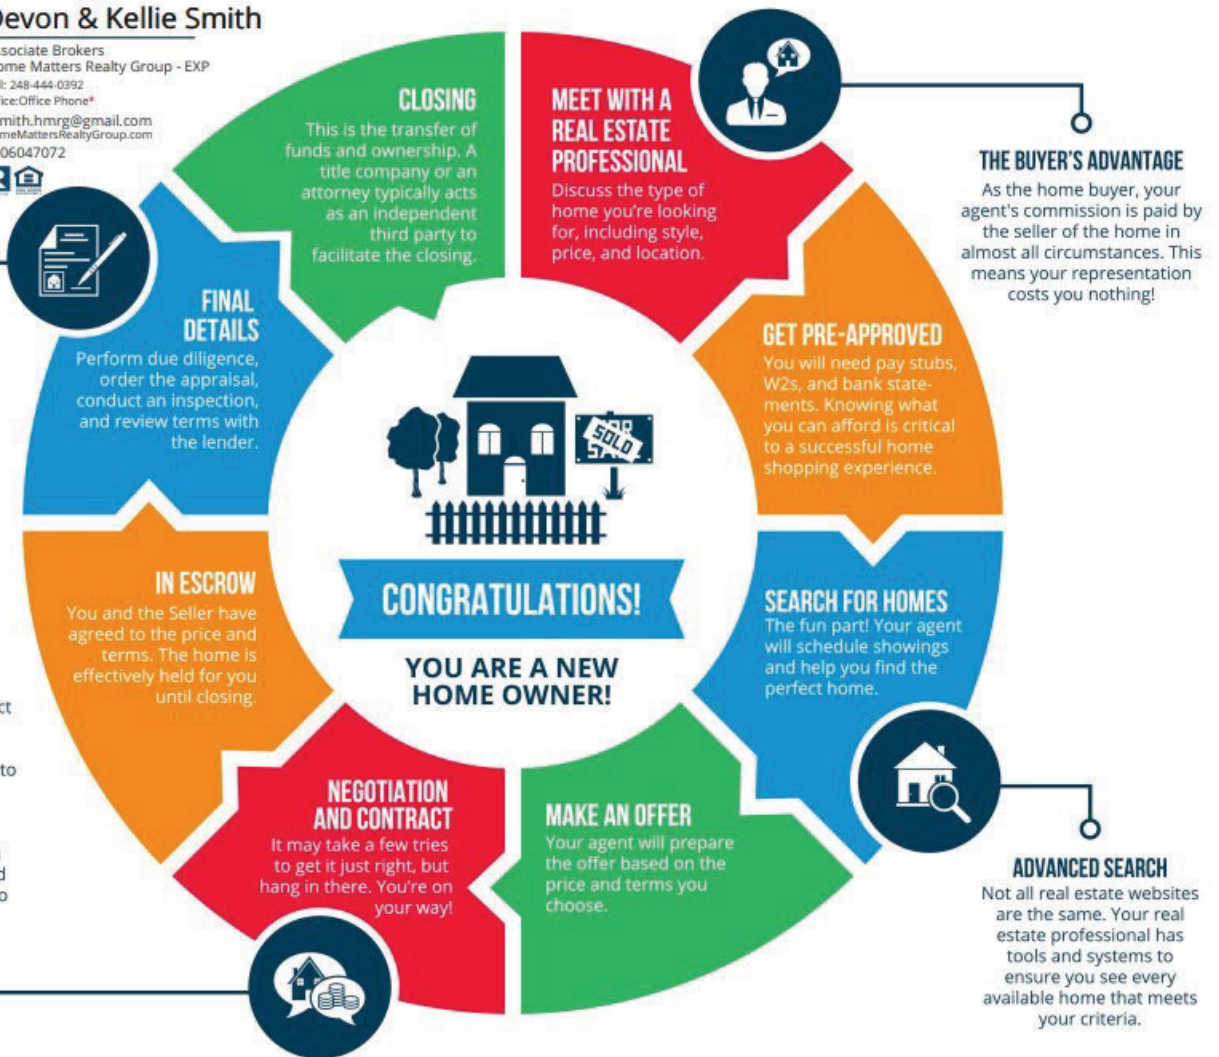 Devon & Kellie Smith
sociate Brokers
ome Matters Realty Group - EXP
l: 248-444-0392
fice:Office Phone*
mith.hmrg@gmail.com
meMattersRealtyGroup.com
06047072
CLOSING
This is the transfer of
funds and ownership. A
title company or an
attorney typically acts
as an independent
third party to
facilitate the closing.
MEET WITH A
REAL ESTATE
PROFESSIONAL
Discuss the type of
home you're looking
for, including style,
price, and location.
THE BUYER'S ADVANTAGE
As the home buyer, your
agent's commission is paid by
the seller of the home in
almost all circumstances. This
means your representation
costs you nothing!
GET PRE-APPROVED
You will need pay stubs,
W2s, and bank state-
ments. Knowing what
you can afford is critical
to a successful home
shopping experience.
SEARCH FOR HOMES
The fun part! Your agent
will schedule showings
and help you find the
perfect home.
ADVANCED SEARCH
Not all real estate websites
are the same. Your real
estate professional has
tools and systems to
ensure you see every
available home that meets
your criteria.
MAKE AN OFFER
Your agent will prepare
the offer based on the
price and terms you
choose.
NEGOTIATION
AND CONTRACT
It may take a few tries
to get it just right, but
hang in there. You're on
your way!
IN ESCROW
You and the Seller have
agreed to the price and
terms. The home is
effectively held for you
until closing.
FINAL
DETAILS
Perform due diligence,
order the appraisal,
conduct an inspection,
and review terms with
the lender.
SOLD
CONGRATULATIONS!
YOU ARE A NEW
HOME OWNER!
ct
to
d
o